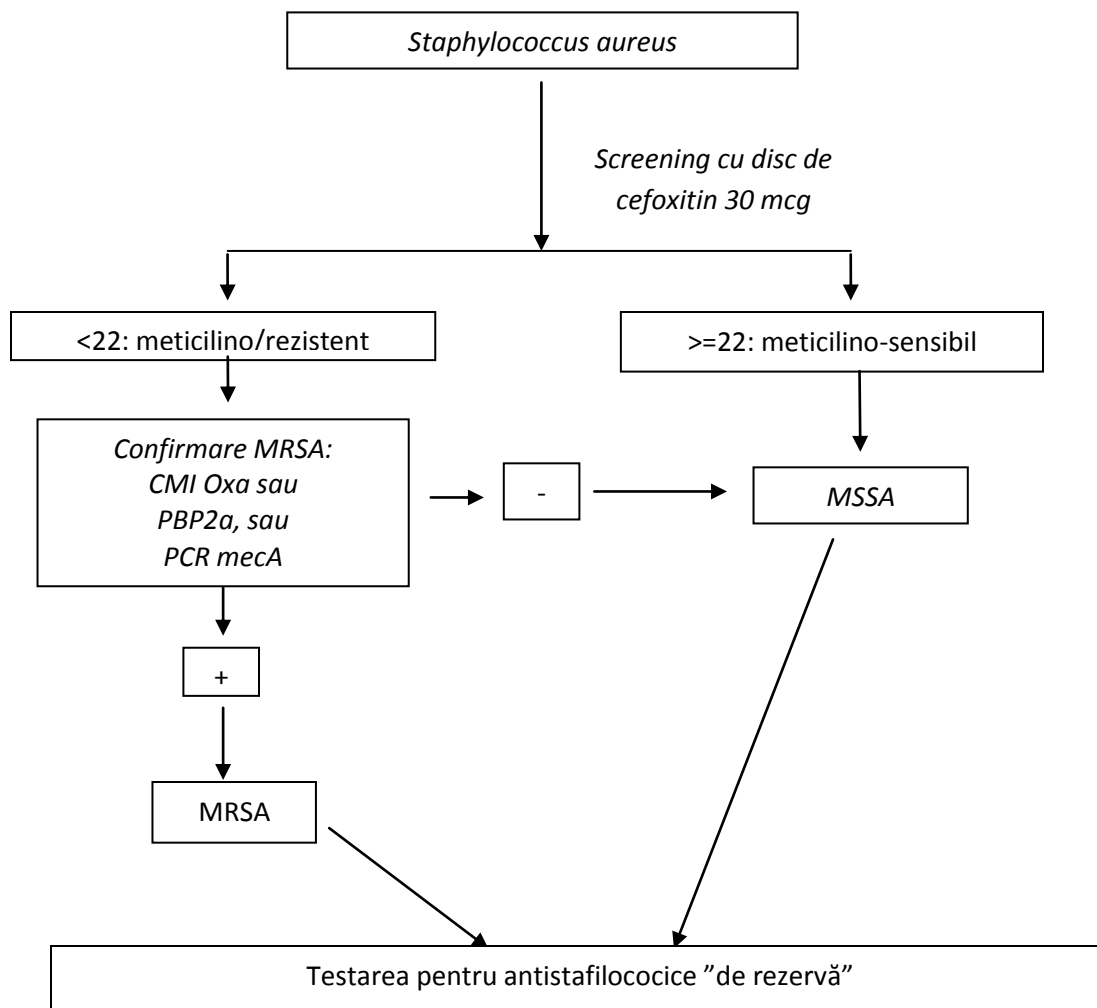 Staphylococcus aureus
Screening cu disc de
cefoxitin 30 mcg
<22: meticilino/rezistent
>=22: meticilino-sensibil
Confirmare MRSA:
CMI Oxa sau
PBP2a, sau
PCR mecA
-
MSSA
+
MRSA
Testarea pentru antistafilococice ”de rezervă”